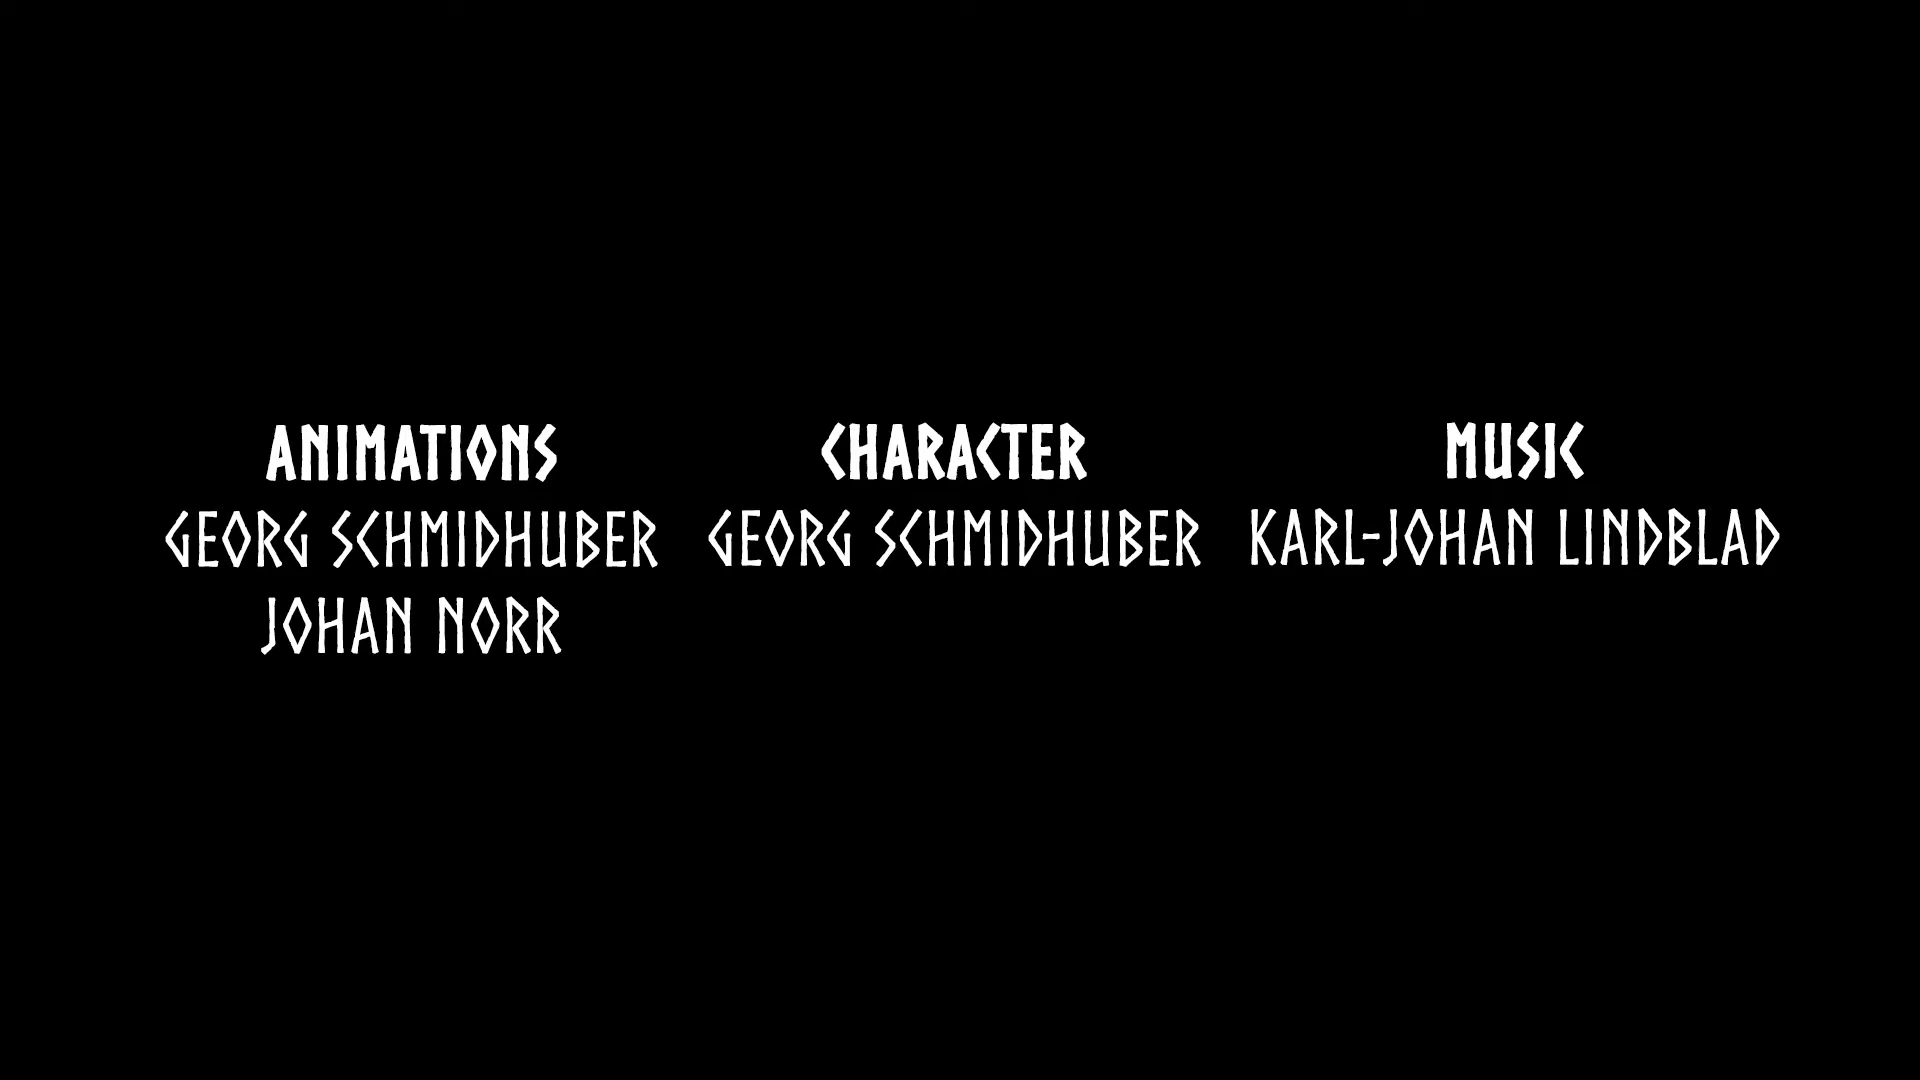 ANIMATIONS
GEORG SCHMIDHUBER
JOHAN NORR
CHARACTER
GEORG SCHMIDHUBER
MUSIC
KARL-JOHAN LINDBLAD